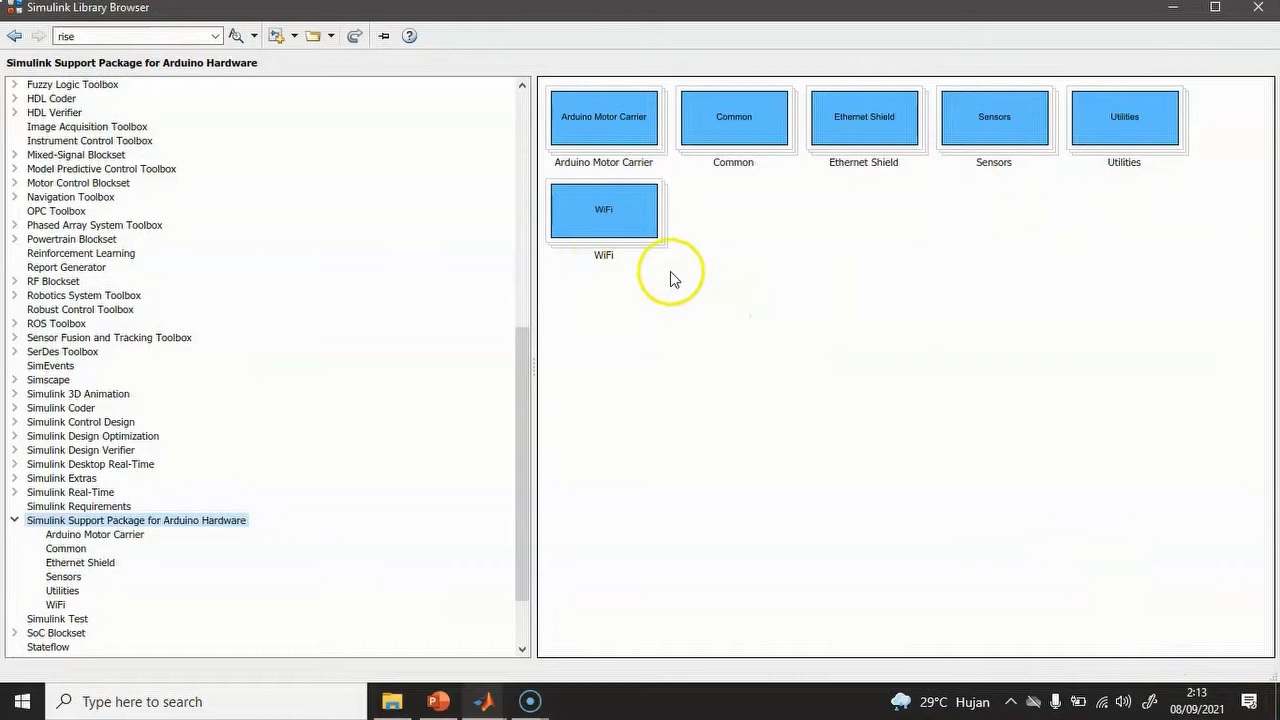 Simulink Library Browser
rise
Simulink Support Package for Arduino Hardware
Fuzzy Logic Toolbox
HDL Coder
HDL Verifier
Image Acquisition Toolbox
Instrument Control Toolbox
Mixed-Signal Blockset
Model Predictive Control Toolbox
Motor Control Blockset
Navigation Toolbox
OPC Toolbox
Phased Array System Toolbox
Powertrain Blockset
Reinforcement Learning
Report Generator
RF Blockset
Robotics System Toolbox
Robust Control Toolbox
ROS Toolbox
Sensor Fusion and Tracking Toolbox
SerDes Toolbox
SimEvents
Simscape
Simulink 3D Animation
Simulink Coder
Simulink Control Design
Simulink Design Optimization
Simulink Design Verifier
Simulink Desktop Real-Time
Simulink Extras
Simulink Real-Time
Simulink Requirements
Simulink Support Package for Arduino Hardware
Arduino Motor Carrier
Common
Ethernet Shield
Sensors
Utilities
WiFi
Simulink Test
SoC Blockset
Stateflow
Arduino Motor Carrier
Common
Ethernet Shield
Sensors
Utilities
Arduino Motor Carrier
Common
Ethernet Shield
Sensors
Utilities
WiFi
WiFi
Type here to search
29°C Hujan
2:13
08/09/2021